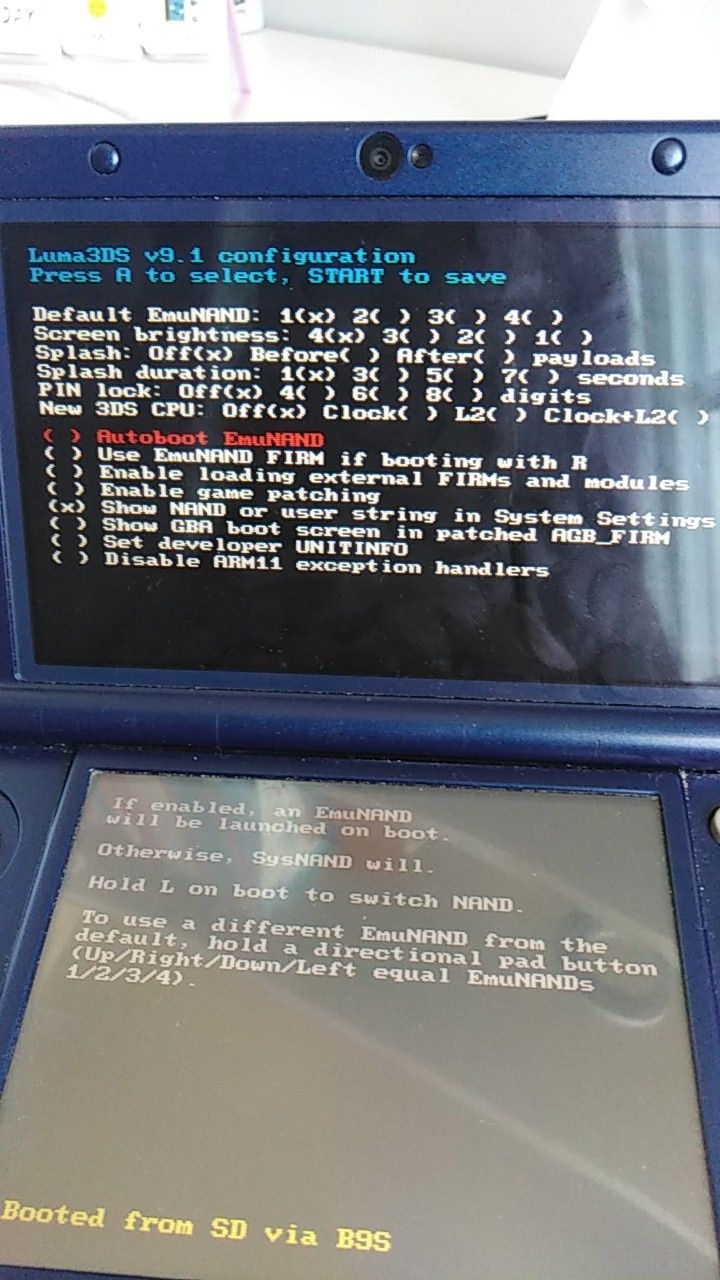 DAY
Luma3DS v9.1 configuration
Press A to select, START to save
Default EmuNAND: 1(x) 2( ) 3( ) 4( )
Screen brightness: 4(x) 3( ) 2( ) 1( )
Splash: Off(x) Before( ) After( ) payloads
Splash duration: 1(x) 3( ) 5( ) 7( ) seconds
PIN lock: Off(x) 4( ) 6( ) 8( ) digits
New 3DS CPU: Off(x) Clock( ) L2( ) Clock+L2( )
( ) Autoboot EmuNAND
( ) Use EmuNAND FIRM if booting with R
( ) Enable loading external FIRMs and modules
( ) Enable game patching
(x) Show NAND or user string in System Settings
( ) Show GBA boot screen in patched AGB_FIRM
( ) Set developer UNITINFO
( ) Disable ARM11 exception handlers
If enabled, an EmuNAND
will be launched on boot.
Otherwise, SysNAND will.
Hold L on boot to switch NAND.
To use a different EmuNAND from the
default, hold a directional pad button
(Up/Right/Down/Left equal EmuNANDs
1/2/3/4).
Booted from SD via B9S